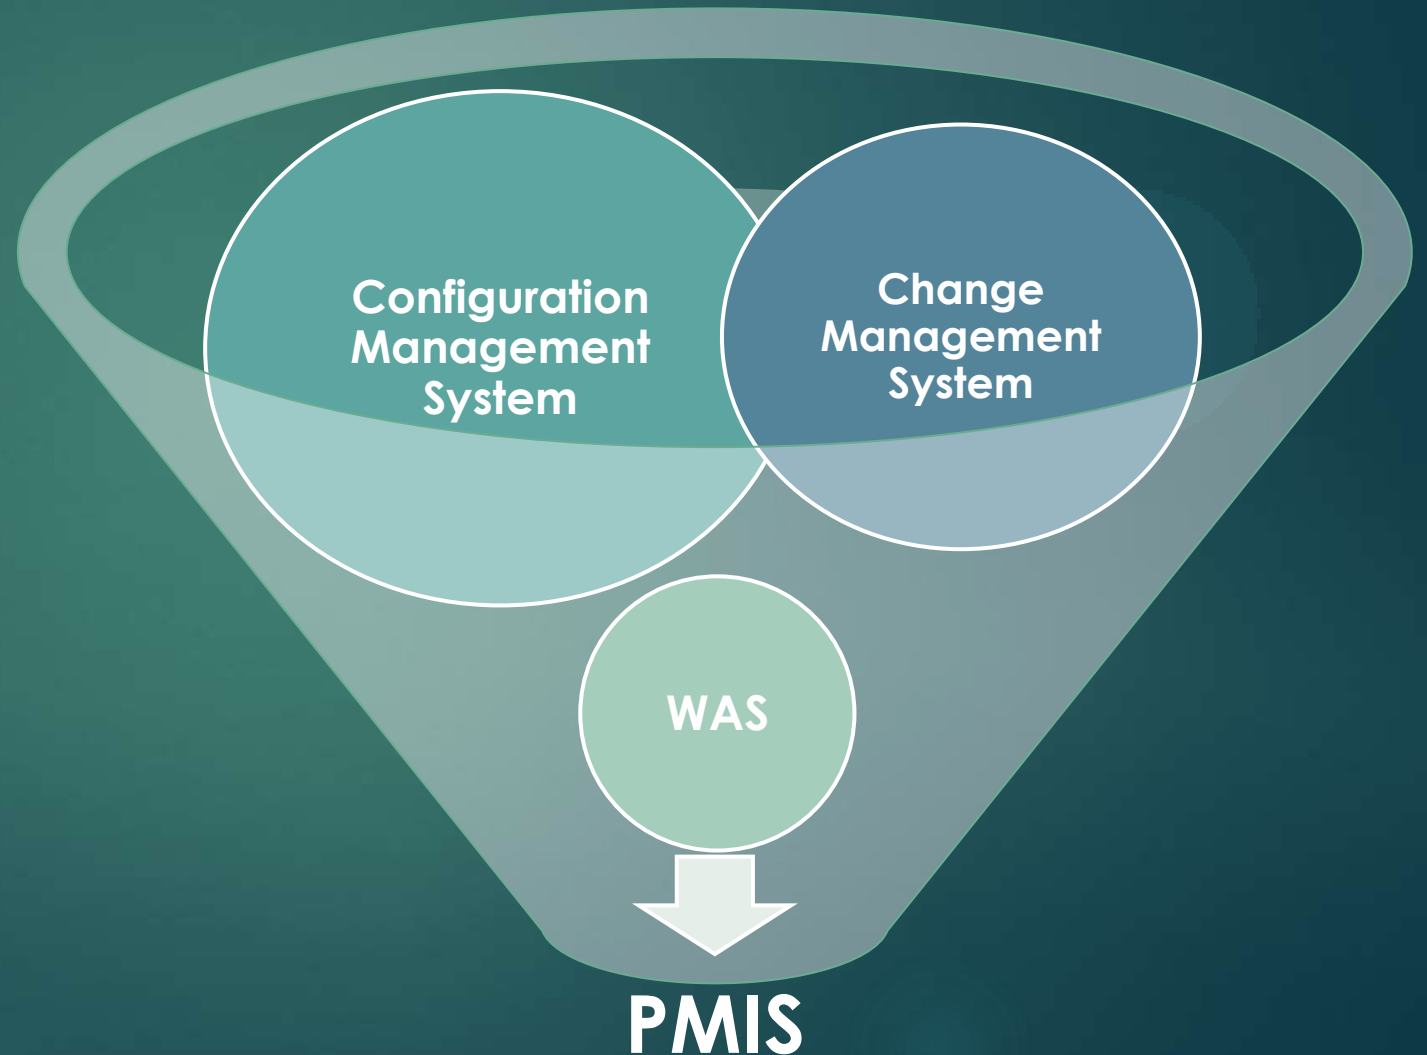 Configuration
Management
System
Change
Management
System
WAS
PMIS